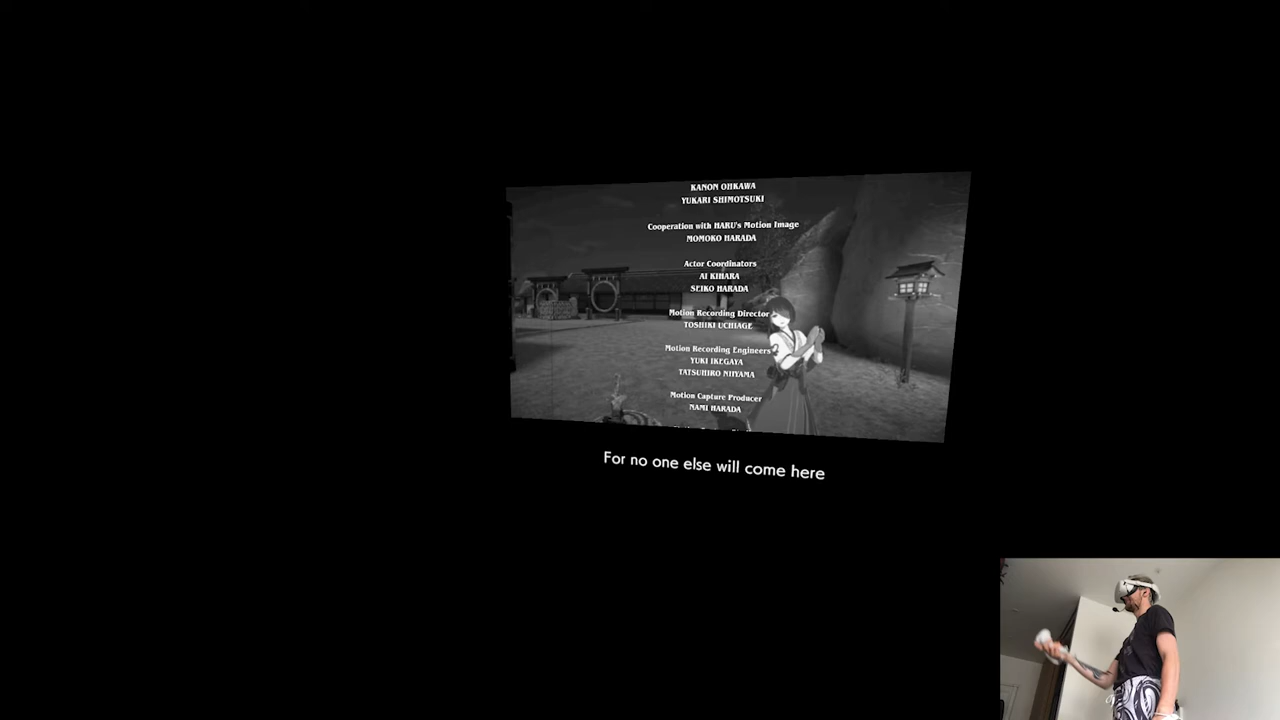 KANON OHKAWA
YUKARI SHIMOTSUKI
Cooperation with HARU's Motion Image
MOMOKO HARADA
Actor Coordinators
AI KIHARA
SEIKO HARADA
Motion Recording Director
TOSHIKI UCHIAGE
Motion Recording Engineers
YUKI IKEGAYA
TATSUHIRO NIIYAMA
Motion Capture Producer
NAMI HARADA
For no one else will come here